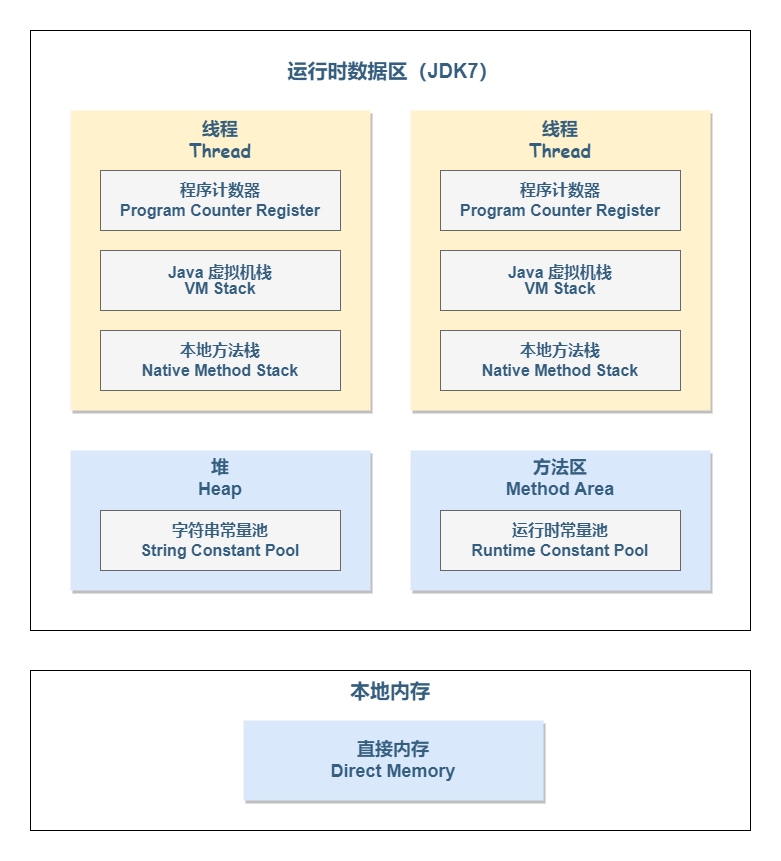 运行时数据区（JDK7）
线程
Thread
程序计数器
Program Counter Register
Java 虚拟机栈
VM Stack
本地方法栈
Native Method Stack
线程
Thread
程序计数器
Program Counter Register
Java 虚拟机栈
VM Stack
本地方法栈
Native Method Stack
堆
Heap
字符串常量池
String Constant Pool
方法区
Method Area
运行时常量池
Runtime Constant Pool
本地内存
直接内存
Direct Memory